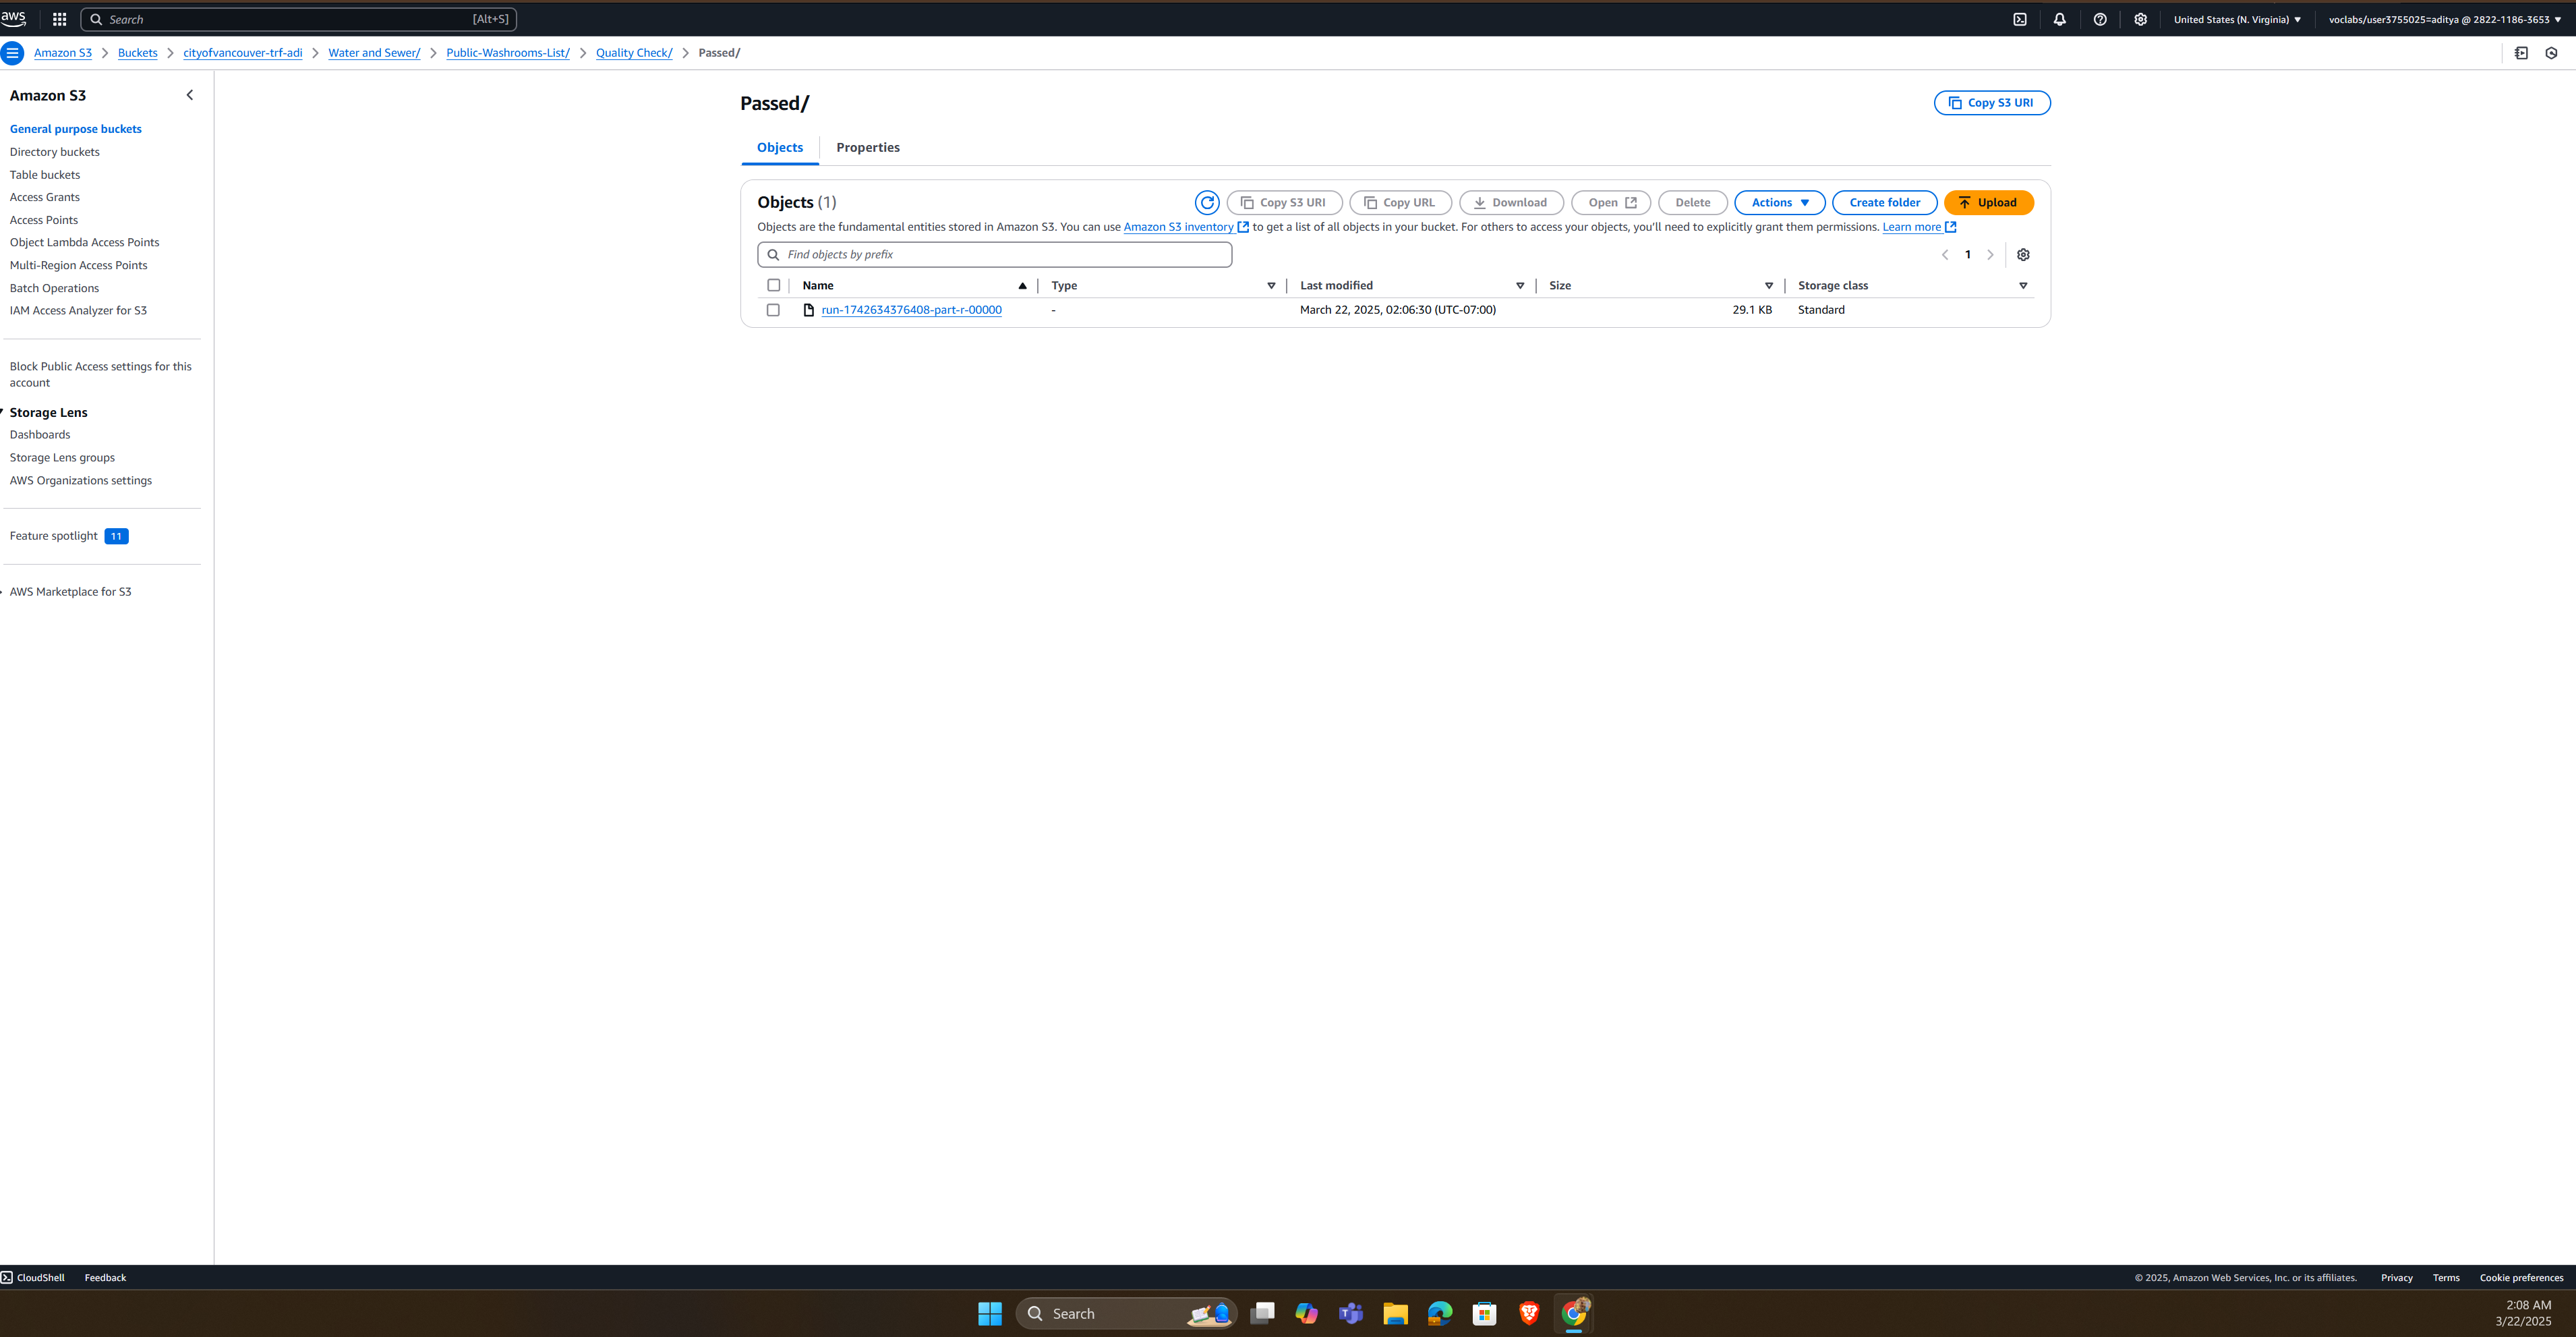 aws
Search [Alt+S]
United States (N. Virginia)
voclabs/user3755025=aditya @ 2822-1186-3653
Amazon S3
Buckets
cityofvancouver-trf-adi
Water and Sewer/
Public-Washrooms-List/
Quality Check/
Passed/
Amazon S3
General purpose buckets
Directory buckets
Table buckets
Access Grants
Access Points
Object Lambda Access Points
Multi-Region Access Points
Batch Operations
IAM Access Analyzer for S3
Block Public Access settings for this
account
Storage Lens
Dashboards
Storage Lens groups
AWS Organizations settings
Feature spotlight 11
AWS Marketplace for S3
Passed/
Copy S3 URI
Objects
Properties
Objects (1)
Copy S3 URI
Copy URL
Download
Open
Delete
Actions
Create folder
Upload
Objects are the fundamental entities stored in Amazon S3. You can use Amazon S3 inventory to get a list of all objects in your bucket. For others to access your objects, you'll need to explicitly grant them permissions. Learn more
Find objects by prefix
1
Name
Type
Last modified
Size
Storage class
run-1742634376408-part-r-00000
-
March 22, 2025, 02:06:30 (UTC-07:00)
29.1 KB
Standard
CloudShell
Feedback
© 2025, Amazon Web Services, Inc. or its affiliates.
Privacy
Terms
Cookie preferences
Search
2:08 AM
3/22/2025